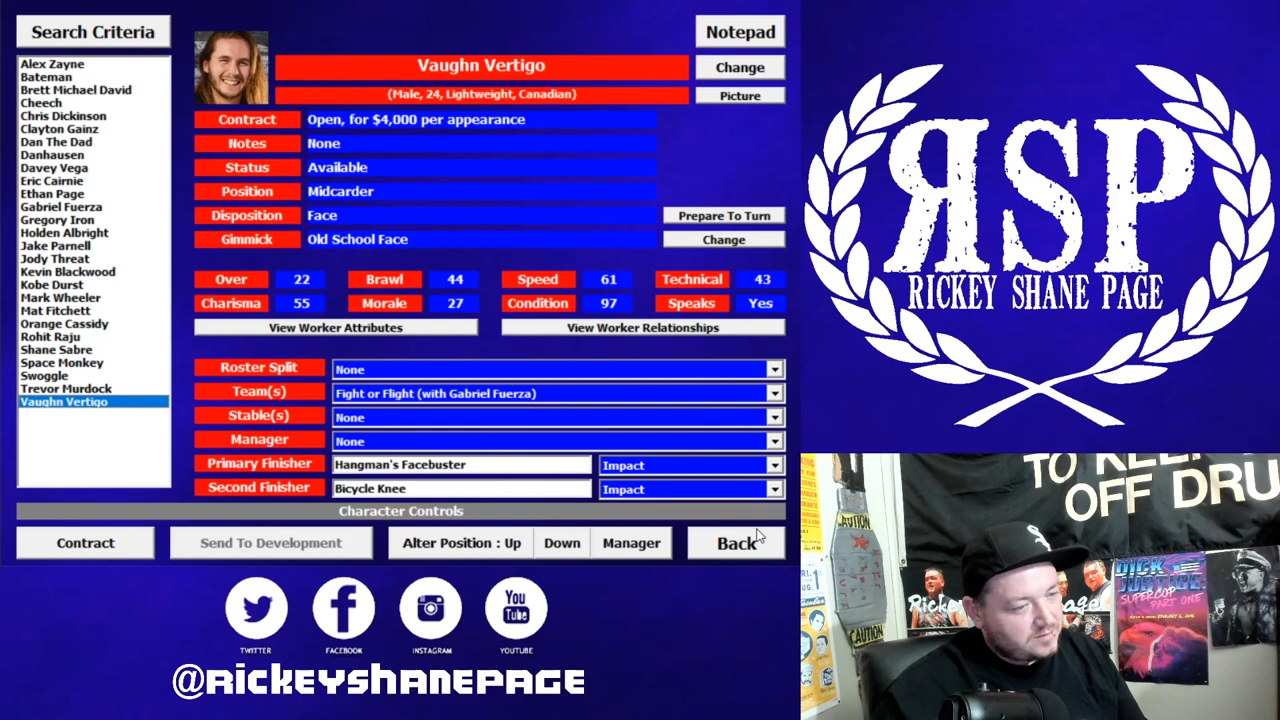 Search Criteria
Alex Zayne
Bateman
Brett Michael David
Cheech
Chris Dickinson
Clayton Gainz
Dan The Dad
Danhausen
Davey Vega
Eric Cairnie
Ethan Page
Gabriel Fuerza
Gregory Iron
Holden Albright
Jake Parnell
Jody Threat
Kevin Blackwood
Kobe Durst
Mark Wheeler
Mat Fitchett
Orange Cassidy
Rohit Raju
Shane Sabre
Space Monkey
Swoggle
Trevor Murdock
Vaughn Vertigo
Notepad
Vaughn Vertigo
Change
(Male, 24, Lightweight, Canadian)
Picture
Contract Open, for $4,000 per appearance
Notes None
Status Available
Position Midcarder
Disposition Face Prepare To Turn
Gimmick Old School Face Change
Over 22 Brawl 44 Speed 61 Technical 43
Charisma 55 Morale 27 Condition 97 Speaks Yes
View Worker Attributes View Worker Relationships
Roster Split None
Team(s) Fight or Flight (with Gabriel Fuerza)
Stable(s) None
Manager None
Primary Finisher Hangman's Facebuster Impact
Second Finisher Bicycle Knee Impact
Character Controls
Contract Send To Development Alter Position : Up Down Manager Back
TWITTER FACEBOOK INSTAGRAM YOUTUBE
You
Tube
@RICKEYSHANEPAGE
RSP
RICKEY SHANE PAGE
TO
OFF DRU
CAUTION
CAUTION
DICK
JUSTICE
SUPERCOP
PART ONE